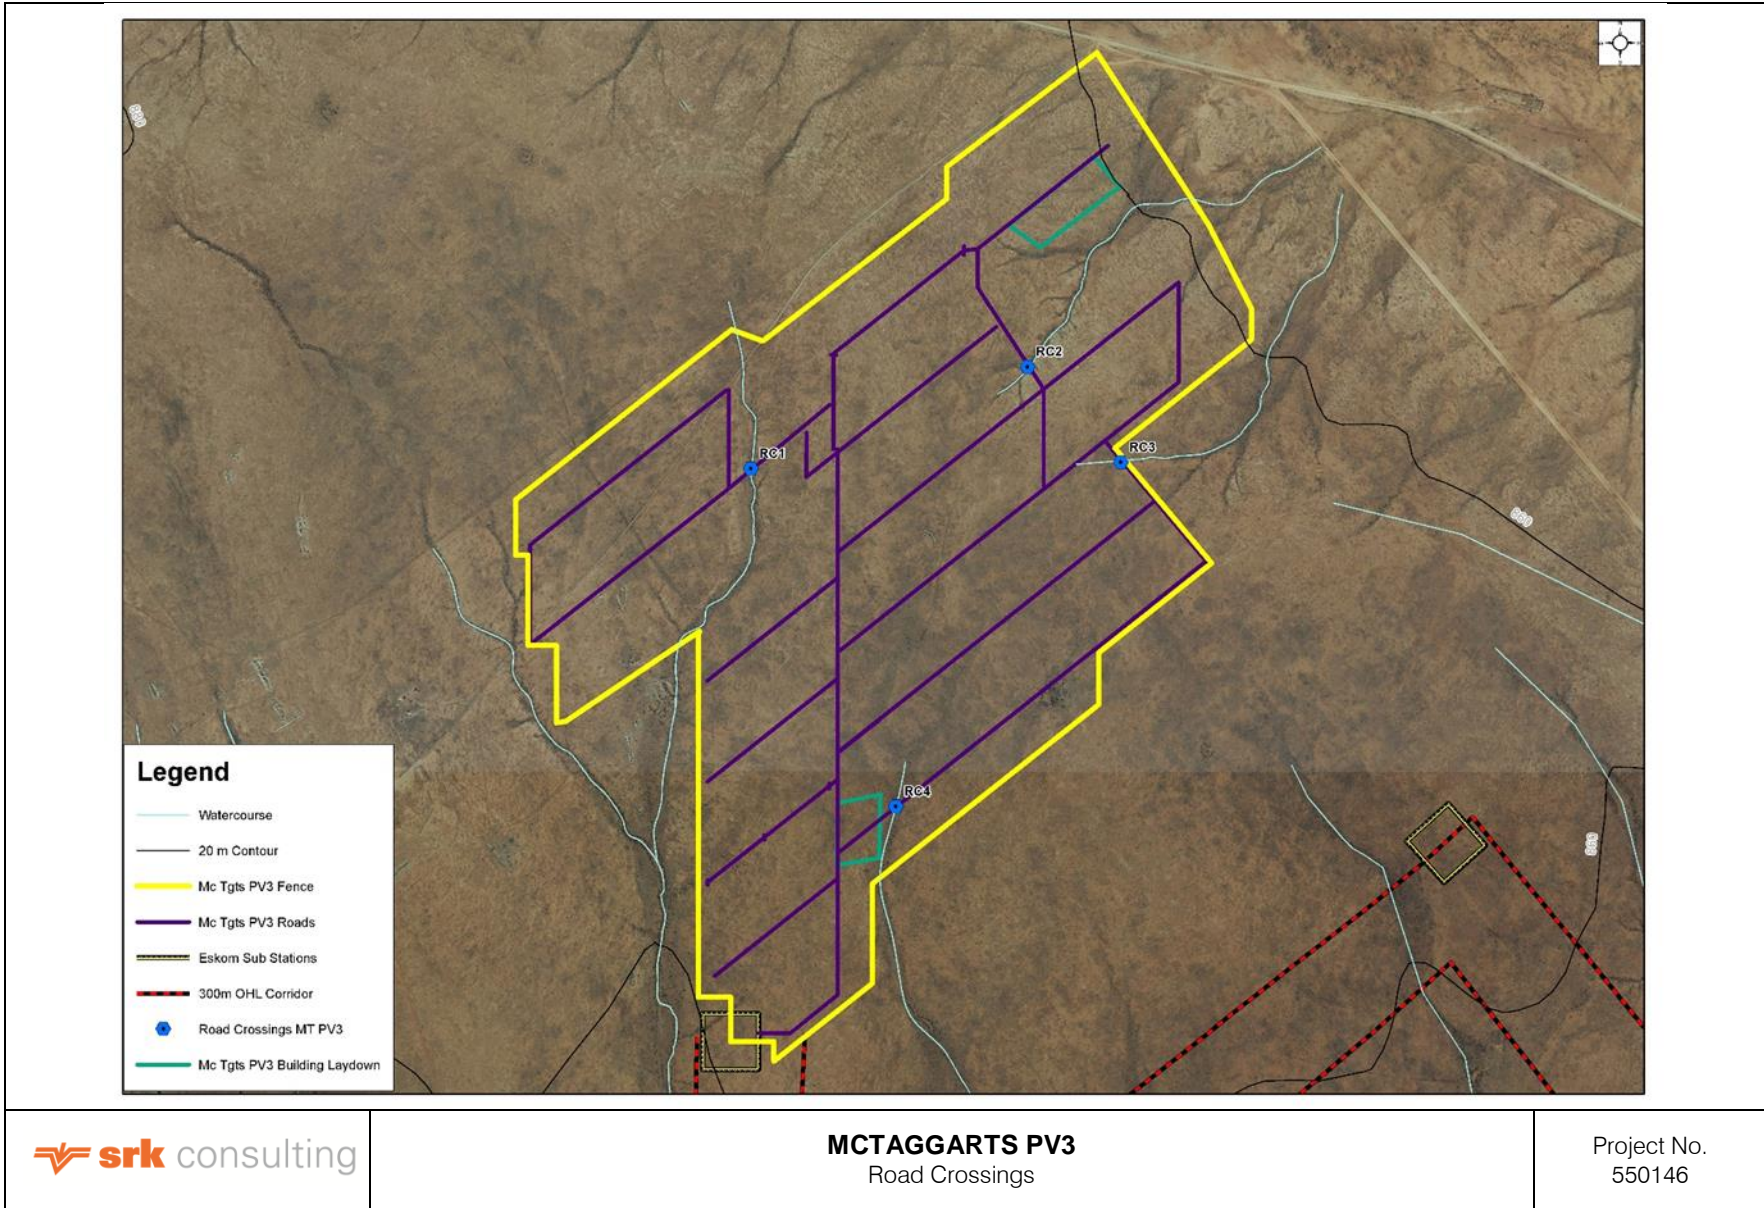 RC2
RC3
RC1
RC4
Legend
Watercourse
20 m Contour
Mc Tgts PV3 Fence
Mc Tgts PV3 Roads
Eskom Sub Stations
300m OHL Corridor
Road Crossings MT PV3
Mc Tgts PV3 Building Laydown
srk consulting
MCTAGGARTS PV3
Road Crossings
Project No.
550146